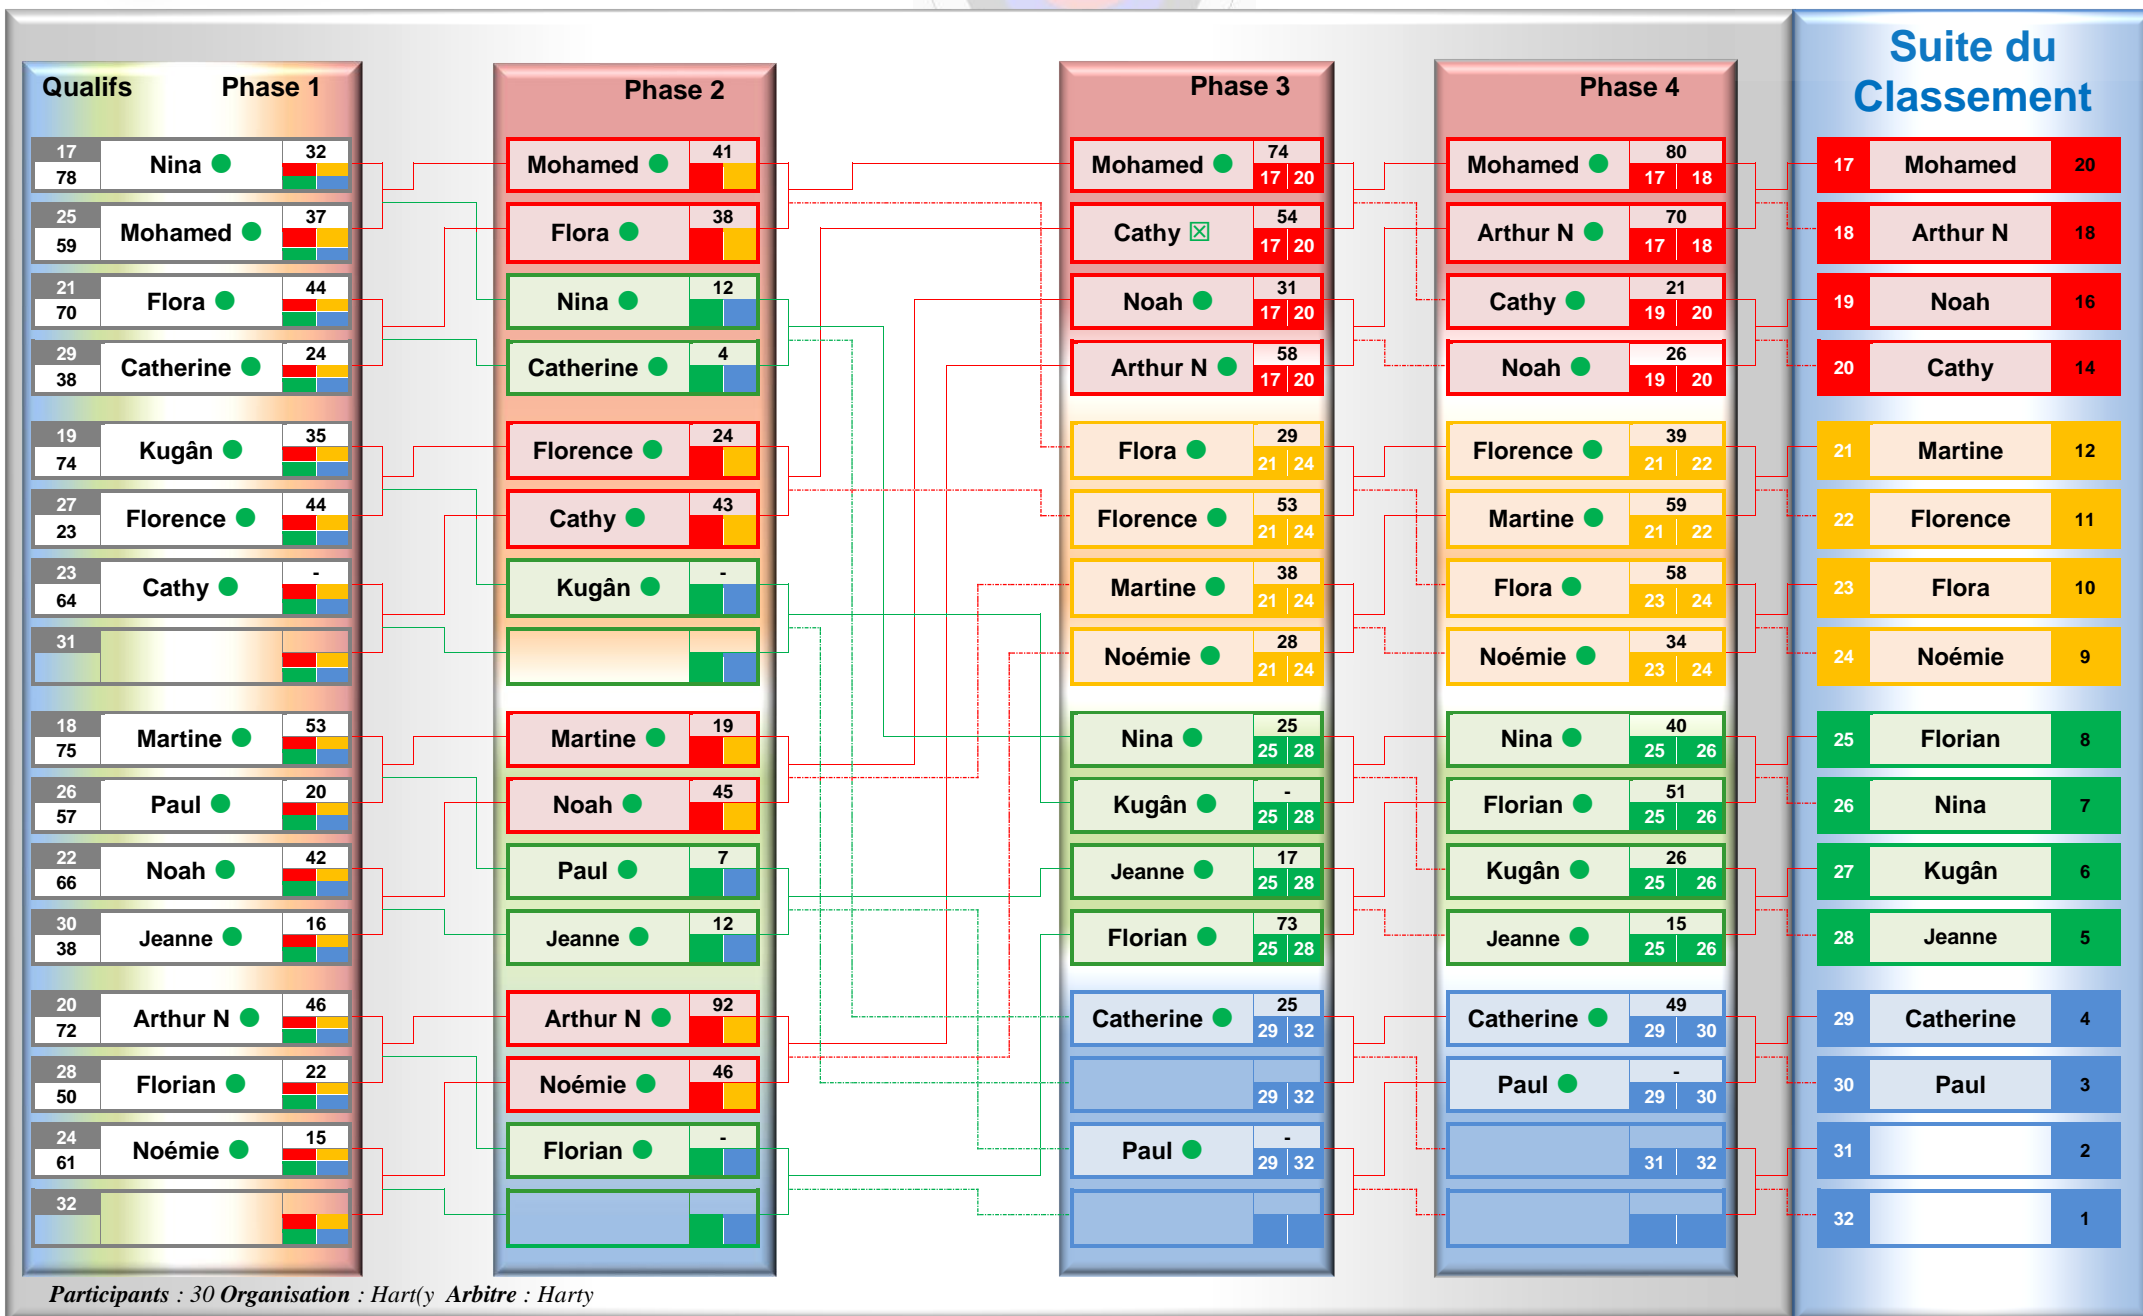 Suite du
Classement
Qualifs Phase 1
Phase 2
Phase 3
Phase 4
17 78 Nina 32
25 59 Mohamed 37
21 70 Flora 44
29 38 Catherine 24
19 74 Kugân 35
27 23 Florence 44
23 64 Cathy -
31
18 75 Martine 53
26 57 Paul 20
22 66 Noah 42
30 38 Jeanne 16
20 72 Arthur N 46
28 50 Florian 22
24 61 Noémie 15
32
Mohamed 41
Flora 38
Nina 12
Catherine 4
Florence 24
Cathy 43
Kugân -
Martine 19
Noah 45
Paul 7
Jeanne 12
Arthur N 92
Noémie 46
Florian -
Mohamed 74 17 20
Cathy 54 17 20
Noah 31 17 20
Arthur N 58 17 20
Flora 29 21 24
Florence 53 21 24
Martine 38 21 24
Noémie 28 21 24
Nina 25 25 28
Kugân - 25 28
Jeanne 17 25 28
Florian 73 25 28
Catherine 25 29 32
29 32
Paul - 29 32
Mohamed 80 17 18
Arthur N 70 17 18
Cathy 21 19 20
Noah 26 19 20
Florence 39 21 22
Martine 59 21 22
Flora 58 23 24
Noémie 34 23 24
Nina 40 25 26
Florian 51 25 26
Kugân 26 25 26
Jeanne 15 25 26
Catherine 49 29 30
Paul - 29 30
31 32
17 Mohamed 20
18 Arthur N 18
19 Noah 16
20 Cathy 14
21 Martine 12
22 Florence 11
23 Flora 10
24 Noémie 9
25 Florian 8
26 Nina 7
27 Kugân 6
28 Jeanne 5
29 Catherine 4
30 Paul 3
31 2
32 1
Participants : 30 Organisation : Hart(y Arbitre : Harty